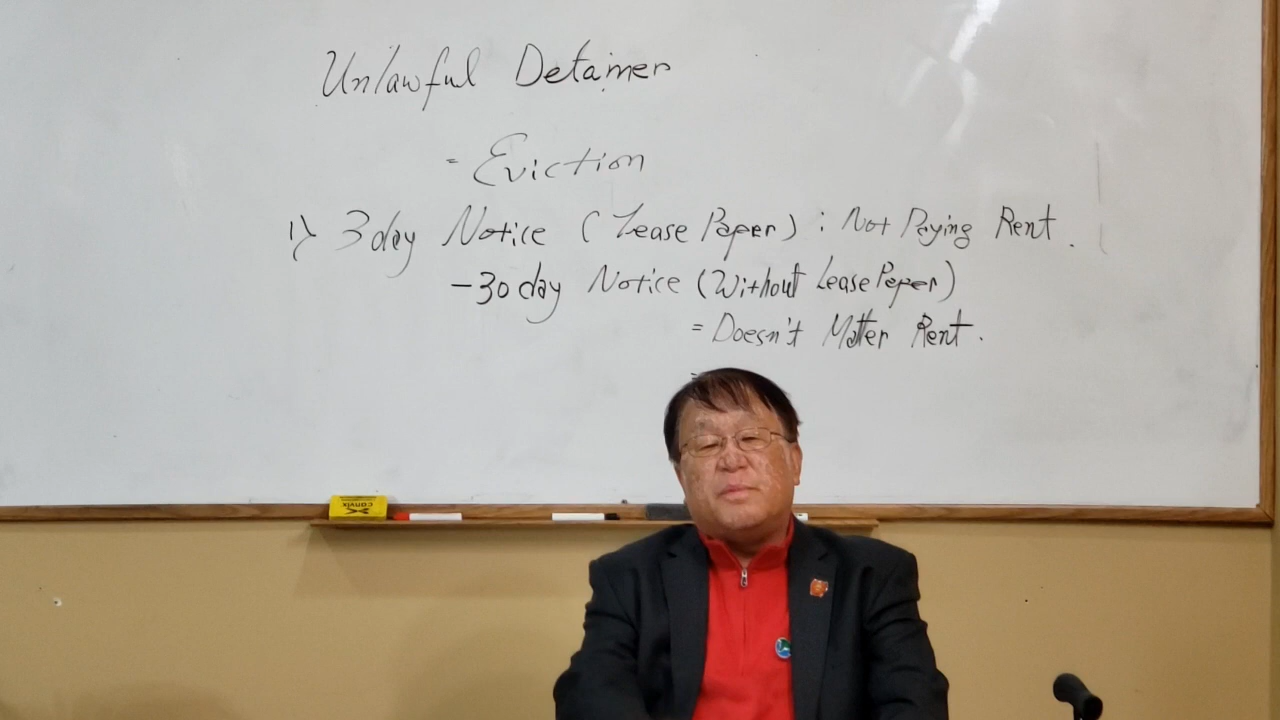 Unlawful Detainer
= Eviction
1) 3 day Notice (Lease Paper) : Not Paying Rent.
- 30 day Notice (Without Lease Paper)
= Doesn't Matter Rent.